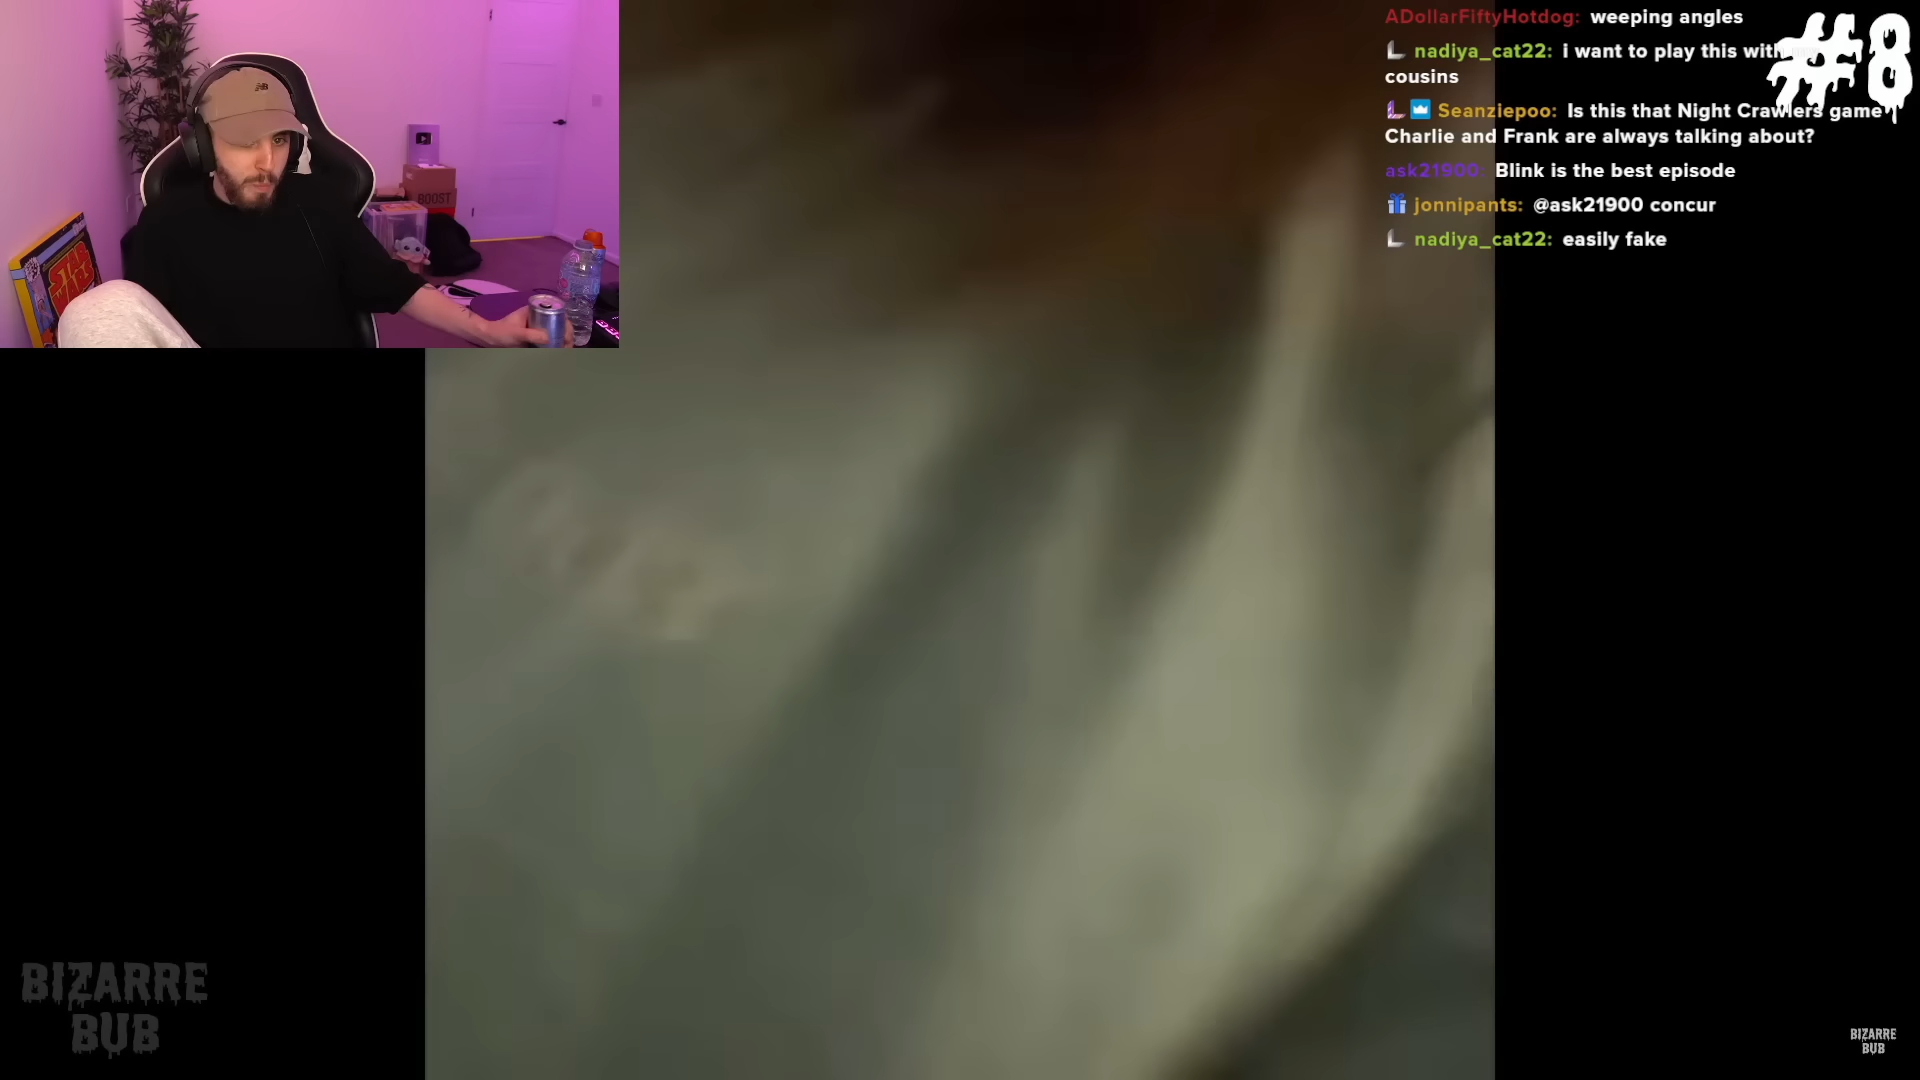 ADollarFiftyHotdog: weeping angles
nadiya_cat22: i want to play this with
cousins
Seanziepoo: Is this that Night Crawlers game
Charlie and Frank are always talking about?
ask21900: Blink is the best episode
jonnipants: @ask21900 concur
nadiya_cat22: easily fake
#8
BOOST
STAR
WARS
BIZARRE
BUB
BIZARRE
BUB